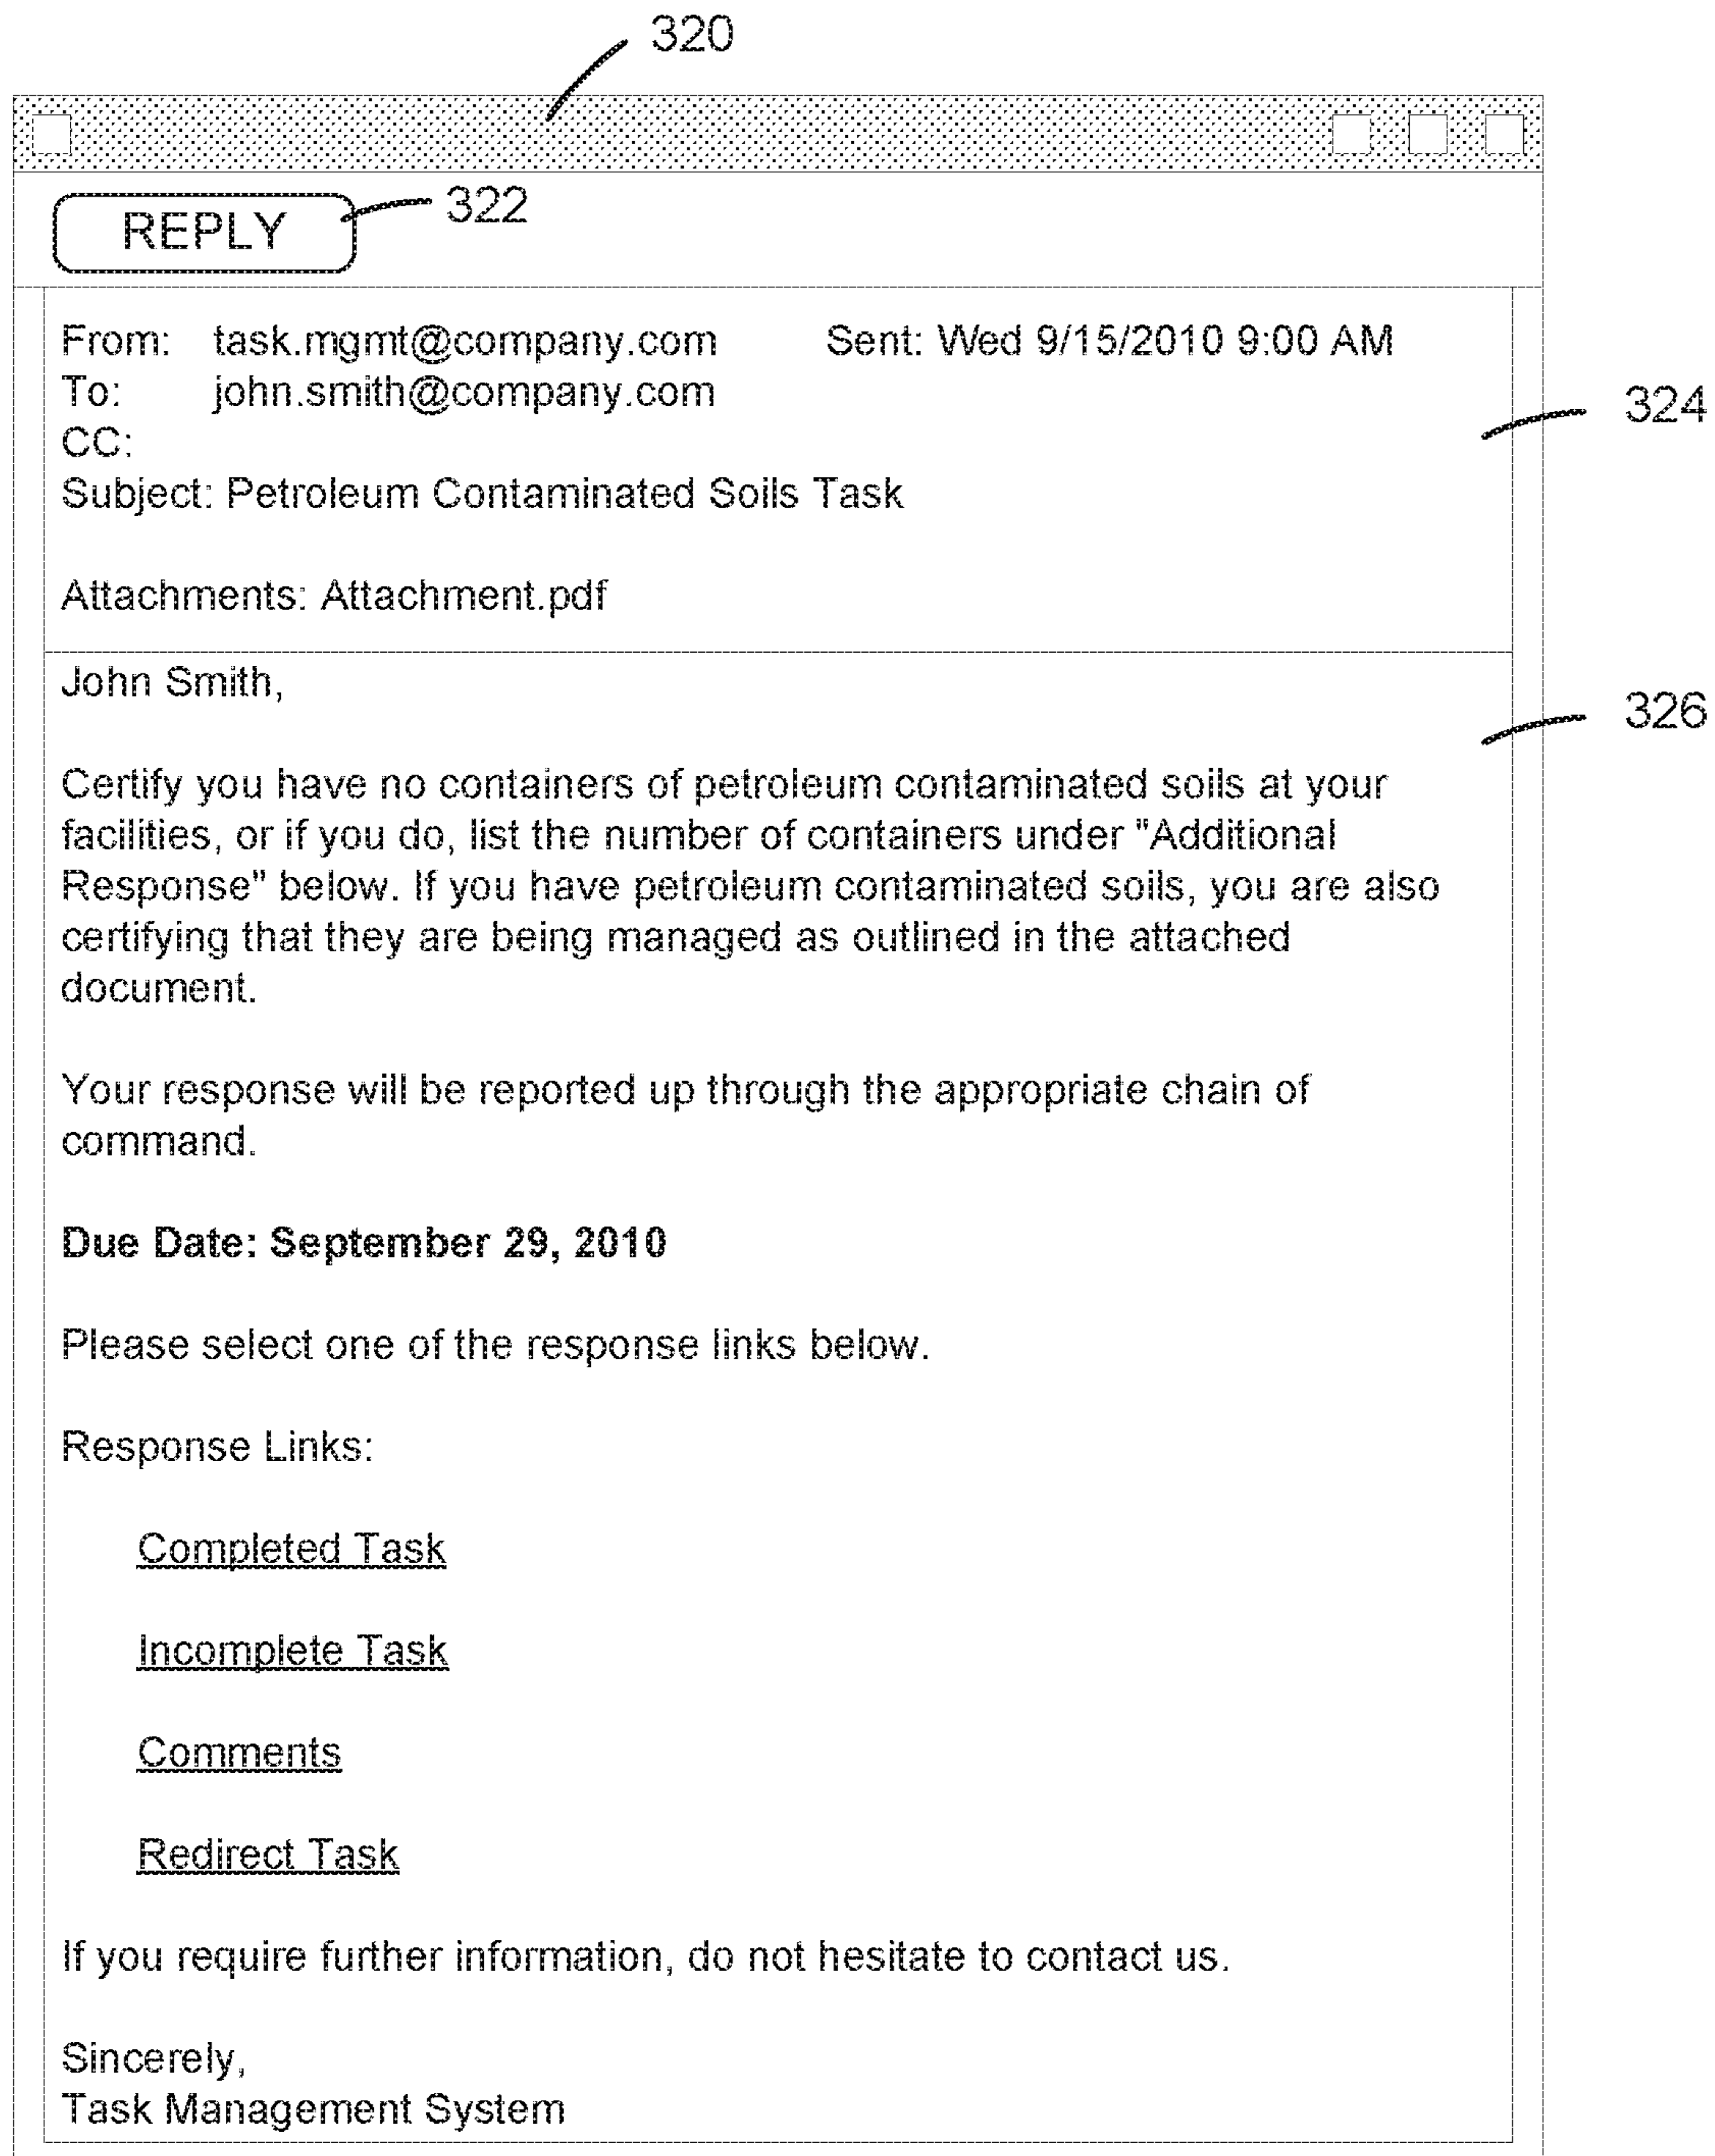 320
REPLY 322
From: task.mgmt@company.com Sent: Wed 9/15/2010 9:00 AM
To: john.smith@company.com
324
CC:
Subject: Petroleum Contaminated Soils Task
Attachments: Attachment.pdf
John Smith,
326
Certify you have no containers of petroleum contaminated soils at your
facilities, or if you do, list the number of containers under "Additional
Response" below. If you have petroleum contaminated soils, you are also
certifying that they are being managed as outlined in the attached
document.
Your response will be reported up through the appropriate chain of
command.
Due Date: September 29, 2010
Please select one of the response links below.
Response Links:
Completed Task
Incomplete Task
Comments
Redirect Task
If you require further information, do not hesitate to contact us.
Sincerely,
Task Management System